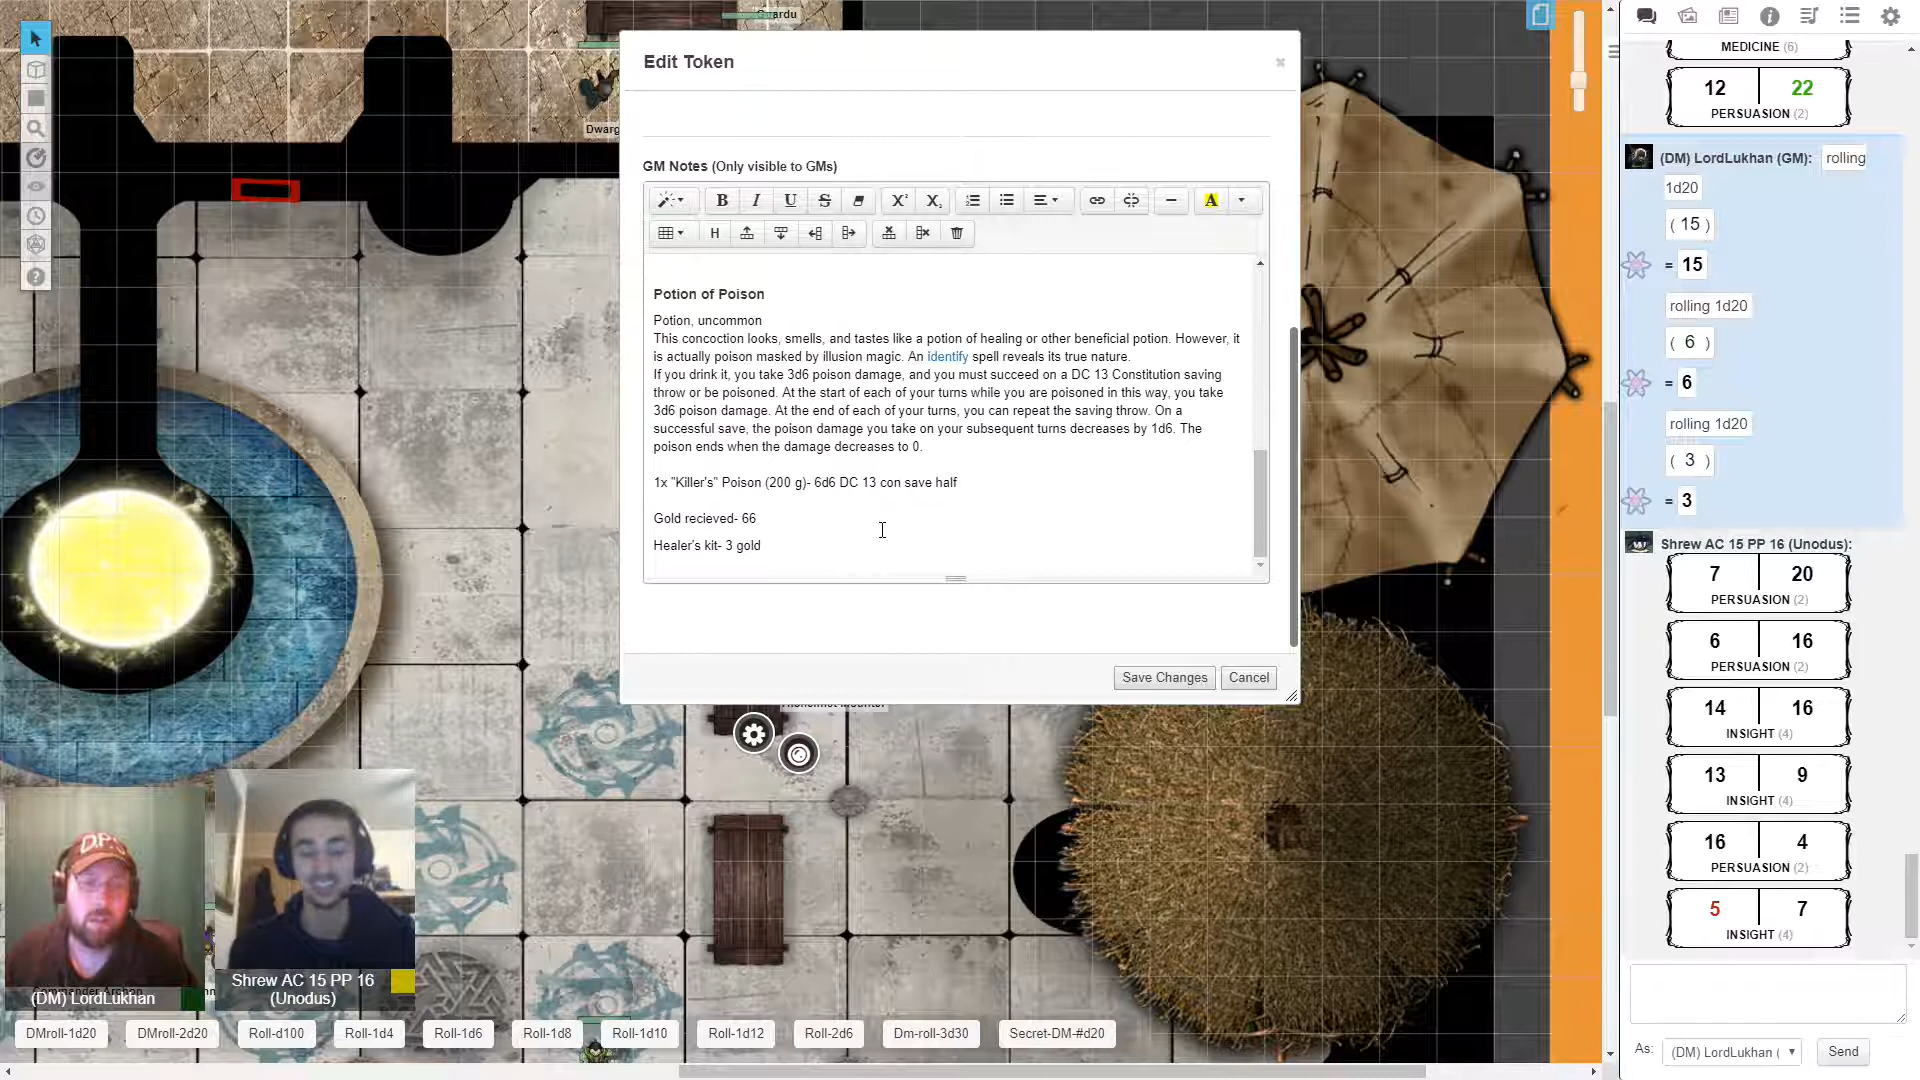 Guardu
Dwarg
Edit Token
GM Notes (Only visible to GMs)
B I U S X² X₂ A
H
Potion of Poison
Potion, uncommon
This concoction looks, smells, and tastes like a potion of healing or other beneficial potion. However, it
is actually poison masked by illusion magic. An identify spell reveals its true nature.
If you drink it, you take 3d6 poison damage, and you must succeed on a DC 13 Constitution saving
throw or be poisoned. At the start of each of your turns while you are poisoned in this way, you take
3d6 poison damage. At the end of each of your turns, you can repeat the saving throw. On a
successful save, the poison damage you take on your subsequent turns decreases by 1d6. The
poison ends when the damage decreases to 0.
1x "Killer's" Poison (200 g)- 6d6 DC 13 con save half
Gold recieved- 66
Healer's kit- 3 gold
Save Changes
Cancel
D.P.
(DM) LordLukhan
Shrew AC 15 PP 16
(Unodus)
DMroll-1d20
DMroll-2d20
Roll-d100
Roll-1d4
Roll-1d6
Roll-1d8
Roll-1d10
Roll-1d12
Roll-2d6
Dm-roll-3d30
Secret-DM-#d20
MEDICINE (6)
12 22
PERSUASION (2)
(DM) LordLukhan (GM): rolling
1d20
( 15 )
= 15
rolling 1d20
( 6 )
= 6
rolling 1d20
( 3 )
= 3
Shrew AC 15 PP 16 (Unodus):
7 20
PERSUASION (2)
6 16
PERSUASION (2)
14 16
INSIGHT (4)
13 9
INSIGHT (4)
16 4
PERSUASION (2)
5 7
INSIGHT (4)
As: (DM) LordLukhan (
Send